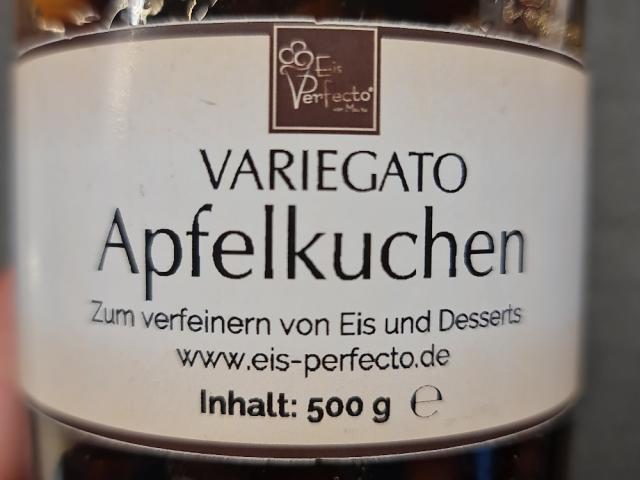 Eis
Perfecto
VARIEGATO
Apfelkuchen
Zum verfeinern von Eis und Desserts
www.eis-perfecto.de
Inhalt: 500 g ℮